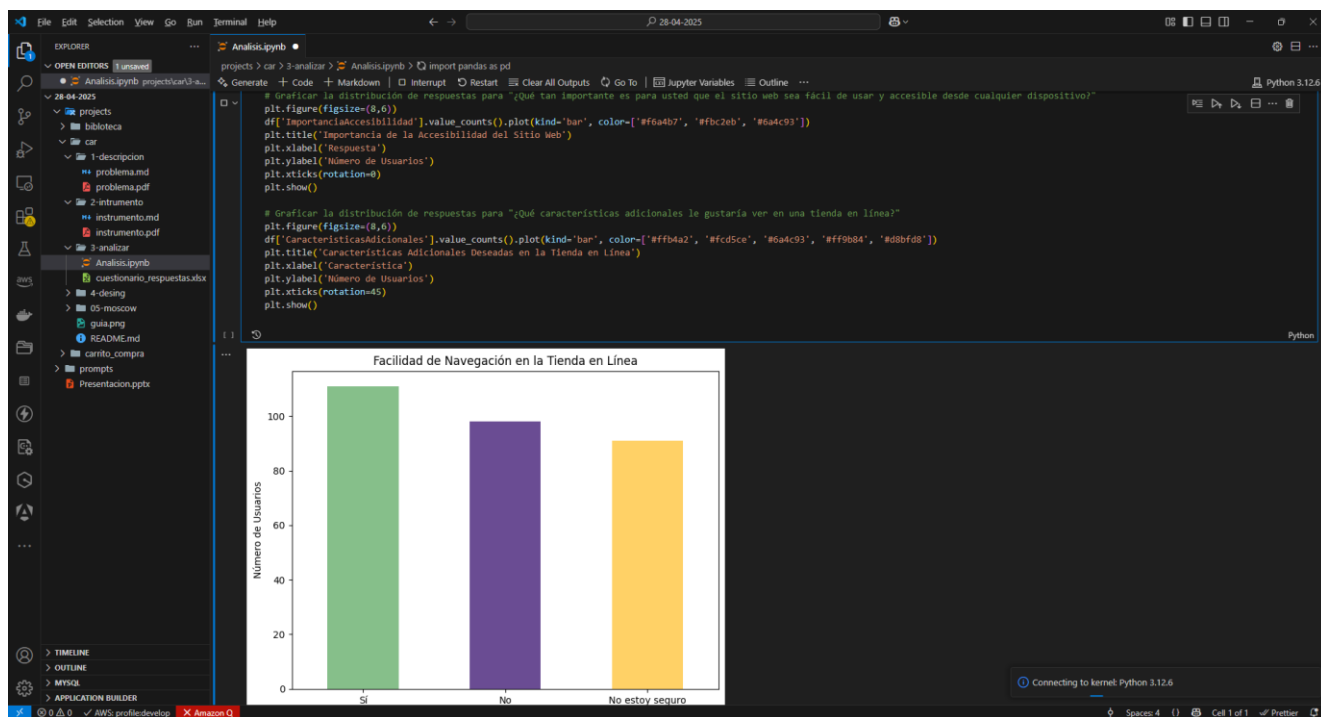 File Edit Selection View Go Run Terminal Help
28-04-2025
EXPLORER
OPEN EDITORS 1 unsaved
Analisis.ipynb projects\car\3-a...
28-04-2025
projects
bibloteca
car
1-descripcion
problema.md
problema.pdf
2-intrumento
instrumento.md
instrumento.pdf
3-analizar
Analisis.ipynb
cuestionario_respuestas.xlsx
4-desing
05-moscow
guia.png
README.md
carrito_compra
prompts
Presentacion.pptx
TIMELINE
OUTLINE
MYSQL
APPLICATION BUILDER
Analisis.ipynb
projects > car > 3-analizar > Analisis.ipynb > import pandas as pd
Generate + Code + Markdown | Interrupt Restart Clear All Outputs Go To | Jupyter Variables Outline ...
Python 3.12.6
# Graficar la distribución de respuestas para "¿Qué tan importante es para usted que el sitio web sea fácil de usar y accesible desde cualquier dispositivo?"
plt.figure(figsize=(8,6))
df['ImportanciaAccesibilidad'].value_counts().plot(kind='bar', color=['#f6a4b7', '#fbc2eb', '#6a4c93'])
plt.title('Importancia de la Accesibilidad del Sitio Web')
plt.xlabel('Respuesta')
plt.ylabel('Número de Usuarios')
plt.xticks(rotation=0)
plt.show()
# Graficar la distribución de respuestas para "¿Qué características adicionales le gustaría ver en una tienda en línea?"
plt.figure(figsize=(8,6))
df['CaracteristicasAdicionales'].value_counts().plot(kind='bar', color=['#ffb4a2', '#fcd5ce', '#6a4c93', '#ff9b84', '#d8bfd8'])
plt.title('Características Adicionales Deseadas en la Tienda en Línea')
plt.xlabel('Característica')
plt.ylabel('Número de Usuarios')
plt.xticks(rotation=45)
plt.show()
[ ]
Python
Facilidad de Navegación en la Tienda en Línea
Número de Usuarios
100
80
60
40
20
0
Sí No No estoy seguro
Connecting to kernel: Python 3.12.6
0 0 AWS: profile:develop Amazon Q
Spaces: 4 {} Cell 1 of 1 Prettier